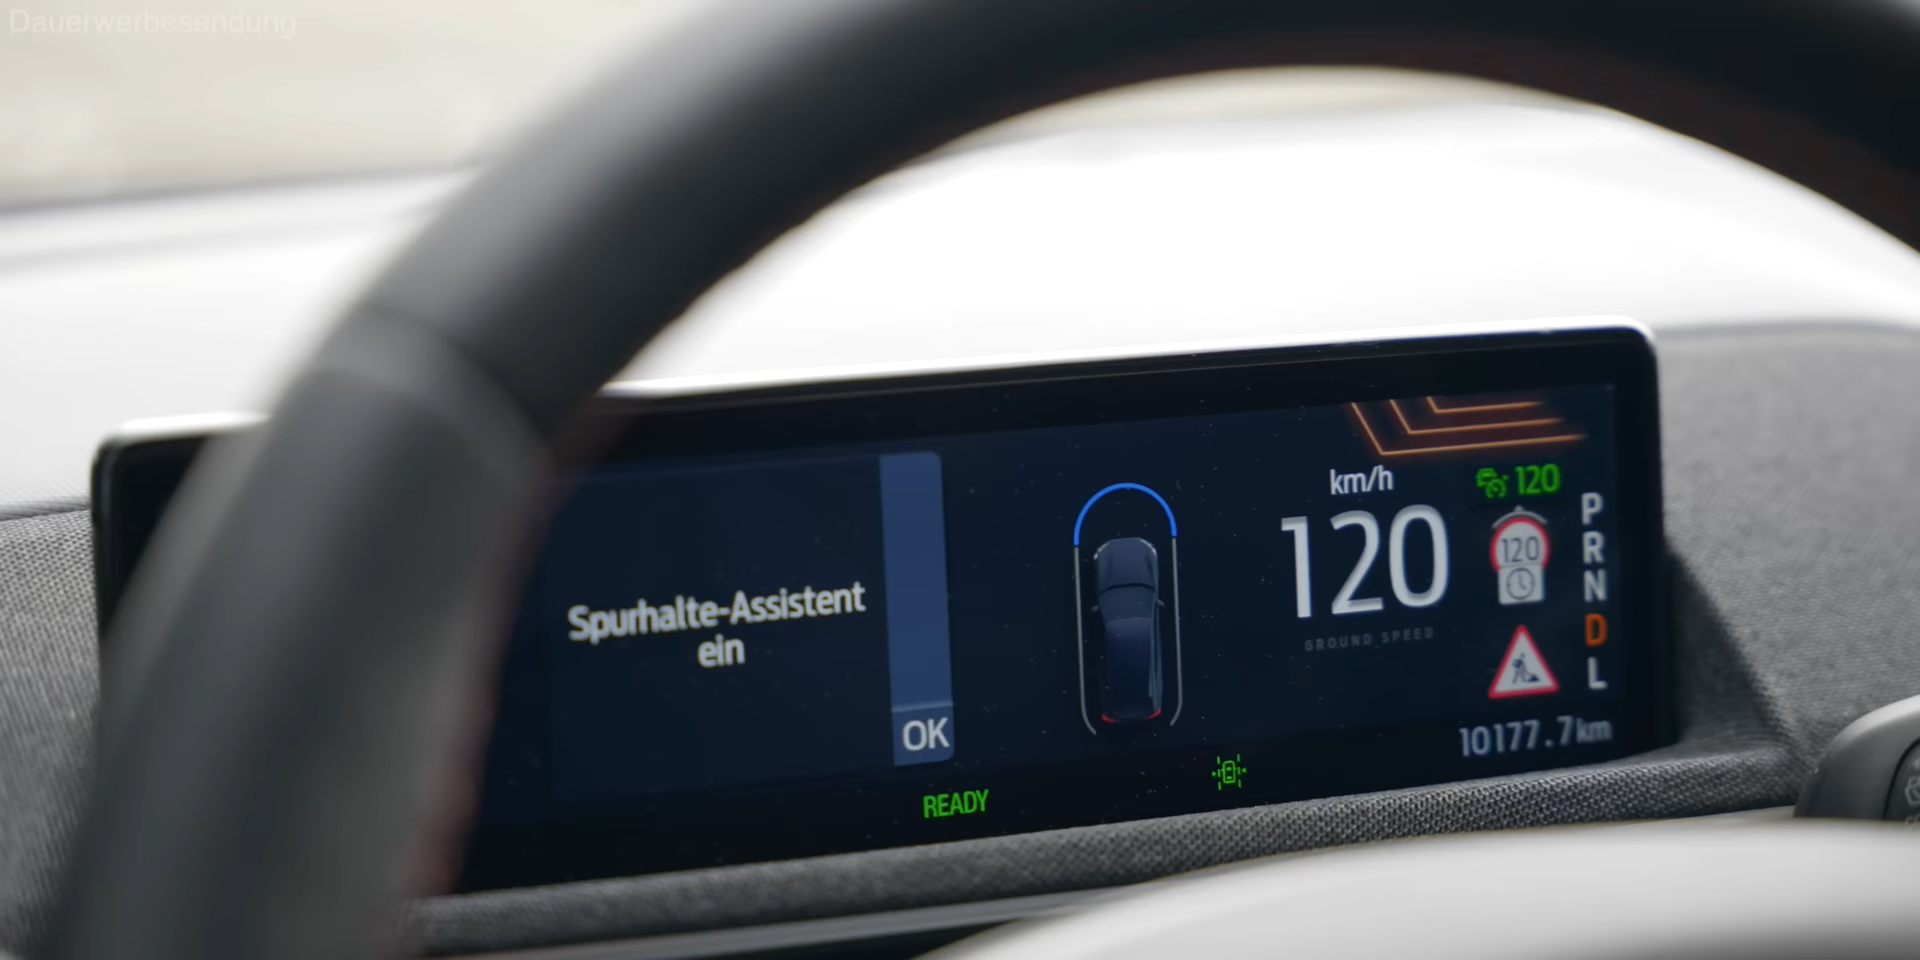 Dauerwerbesendung
Spurhalte-Assistent
ein
OK
READY
km/h
120
GROUND SPEED
120
120
P
R
N
D
L
10177.7km